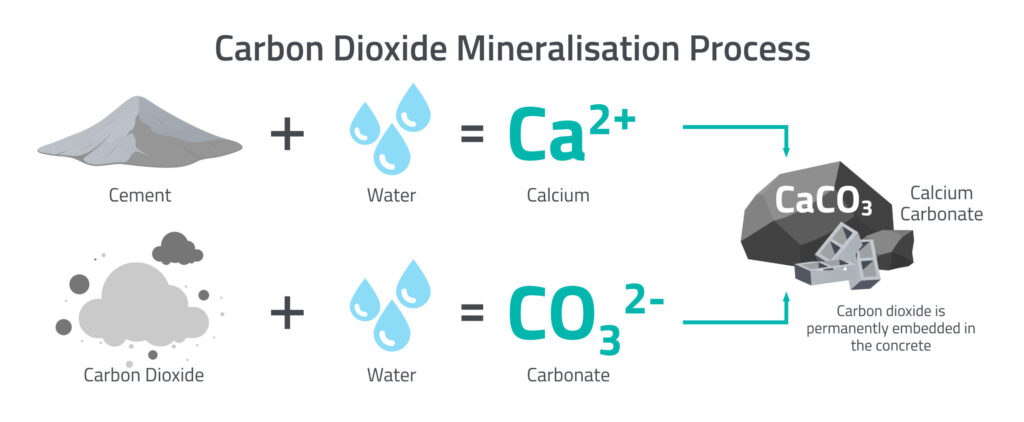 Carbon Dioxide Mineralisation Process
+ = Ca²⁺
Cement Water Calcium
CaCO₃
Calcium
Carbonate
+ = CO₃²⁻
Carbon Dioxide Water Carbonate
Carbon dioxide is
permanently embedded in
the concrete